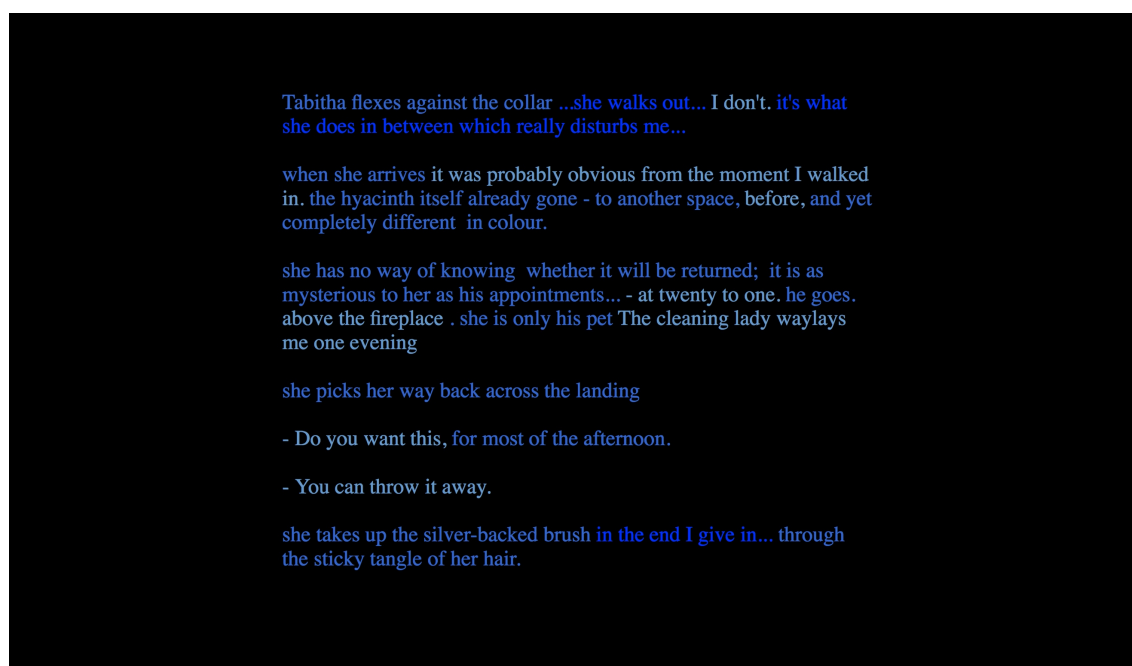 Tabitha flexes against the collar ...she walks out... I don't. it's what
she does in between which really disturbs me...
when she arrives it was probably obvious from the moment I walked
in. the hyacinth itself already gone - to another space, before, and yet
completely different  in colour.
she has no way of knowing  whether it will be returned;  it is as
mysterious to her as his appointments... - at twenty to one. he goes.
above the fireplace . she is only his pet The cleaning lady waylays
me one evening
she picks her way back across the landing
- Do you want this, for most of the afternoon.
- You can throw it away.
she takes up the silver-backed brush in the end I give in... through
the sticky tangle of her hair.